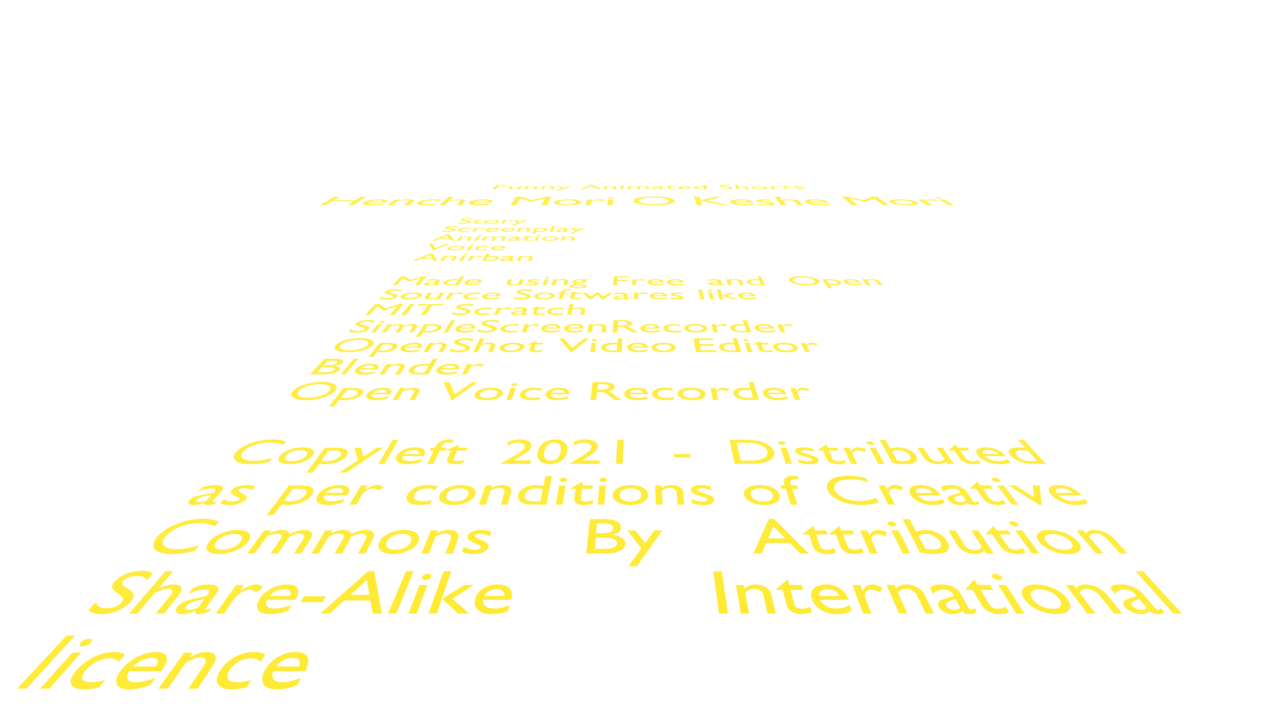 Funny Animated Shorts
Henche Mori O Keshe Mori
Story
Screenplay
Animation
Voice
Anirban
Made using Free and Open
Source Softwares like
MIT Scratch
SimpleScreenRecorder
OpenShot Video Editor
Blender
Open Voice Recorder
Copyleft 2021 - Distributed
as per conditions of Creative
Commons By Attribution
Share-Alike International
licence